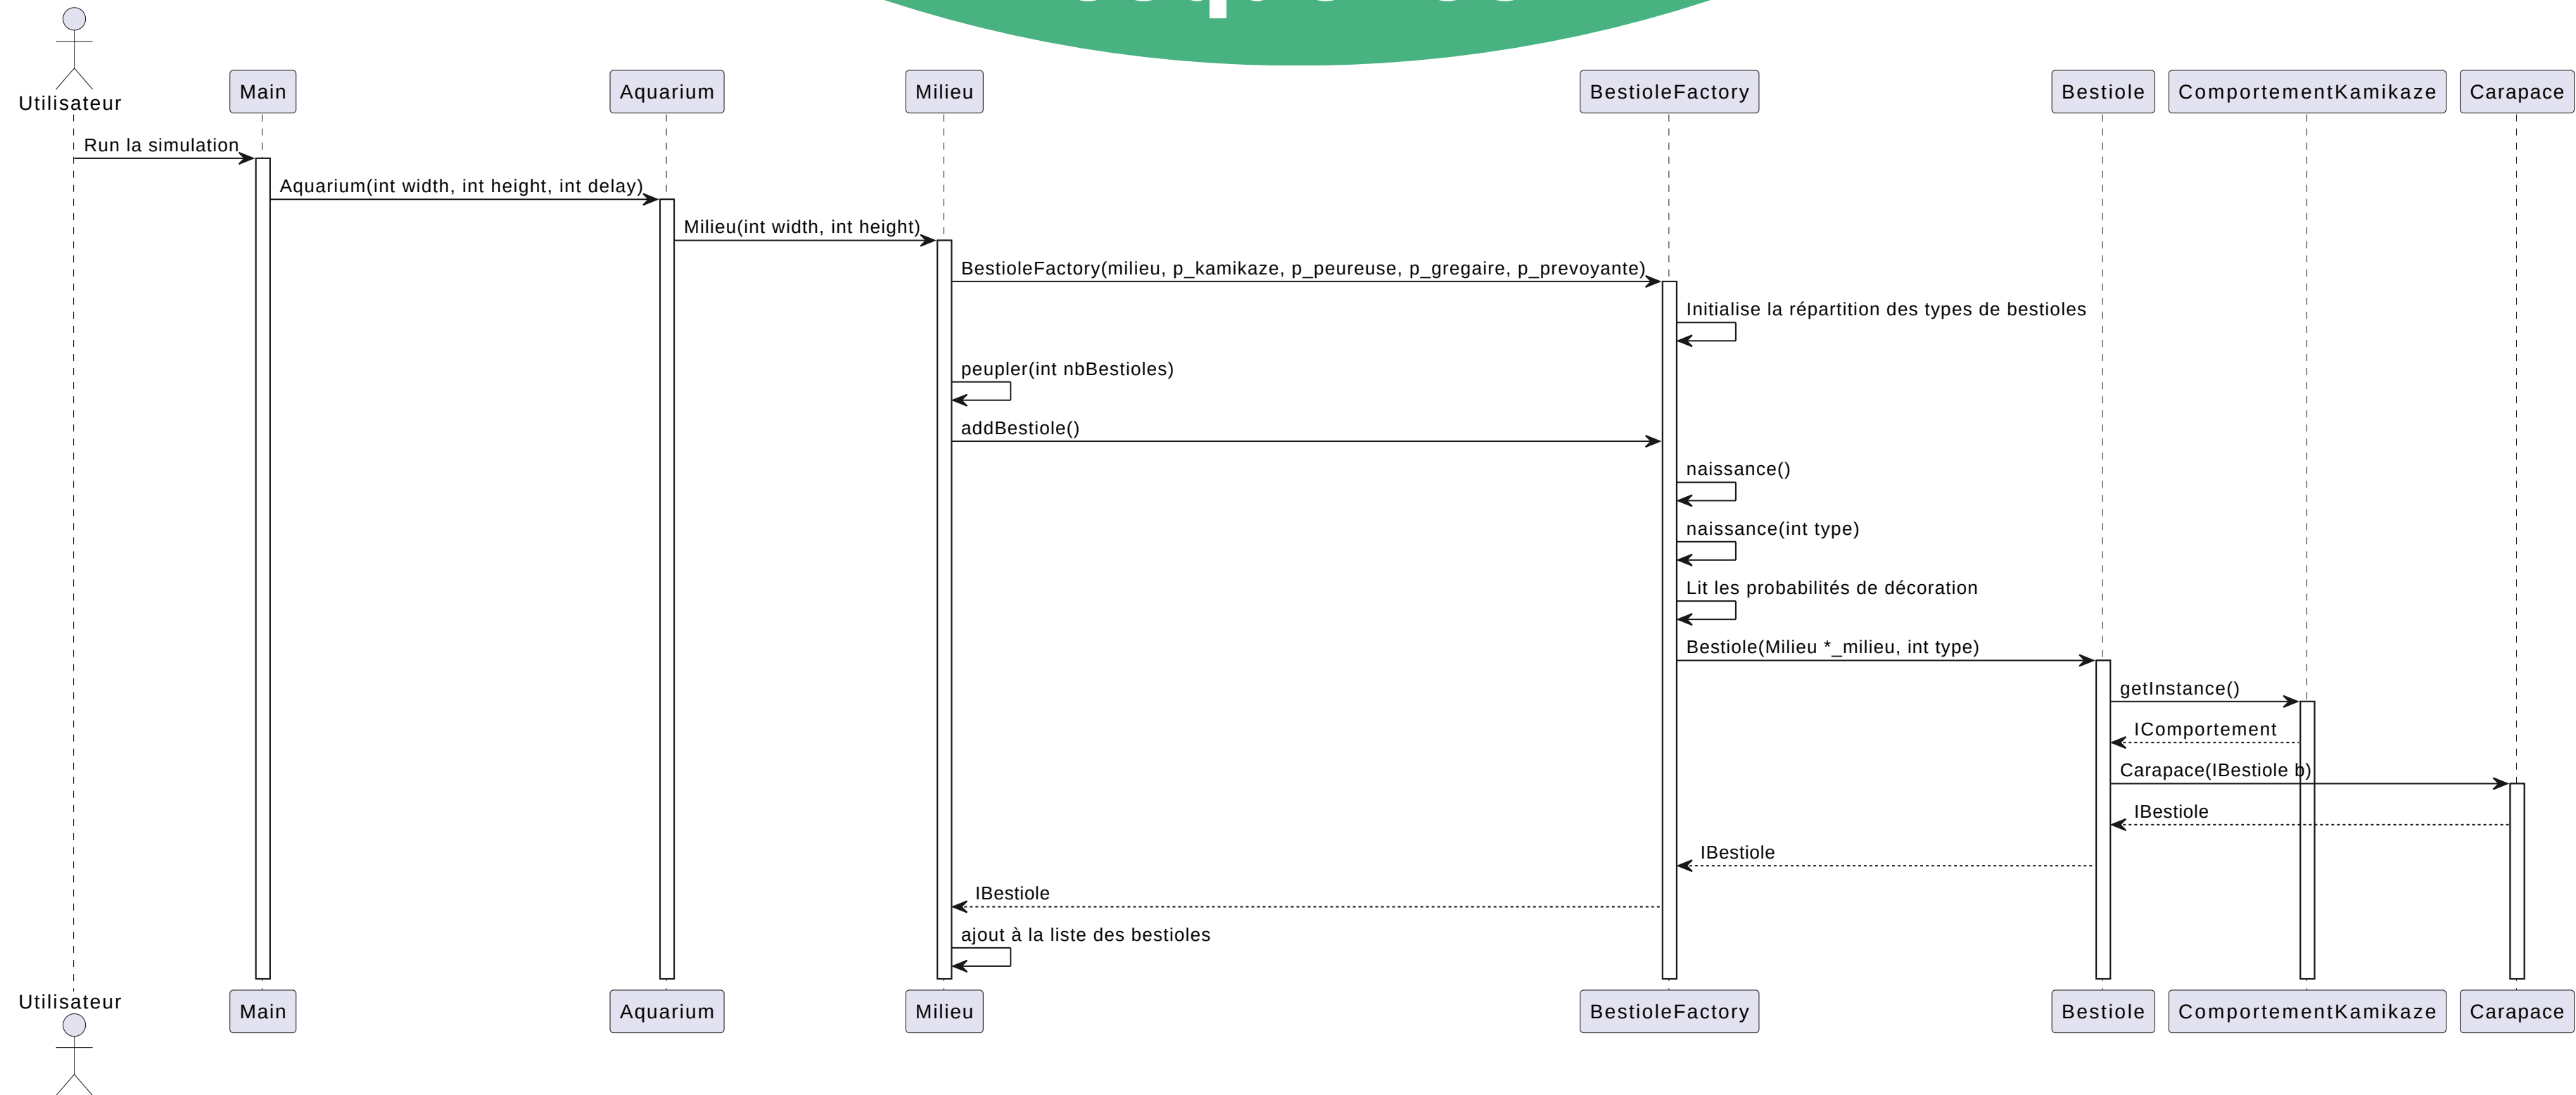 Utilisateur
Main
Aquarium
Milieu
BestioleFactory
Bestiole
ComportementKamikaze
Carapace
Run la simulation
Aquarium(int width, int height, int delay)
Milieu(int width, int height)
BestioleFactory(milieu, p_kamikaze, p_peureuse, p_gregaire, p_prevoyante)
Initialise la répartition des types de bestioles
peupler(int nbBestioles)
addBestiole()
naissance()
naissance(int type)
Lit les probabilités de décoration
Bestiole(Milieu *_milieu, int type)
getInstance()
IComportement
Carapace(IBestiole b)
IBestiole
IBestiole
IBestiole
ajout à la liste des bestioles
Utilisateur
Main
Aquarium
Milieu
BestioleFactory
Bestiole
ComportementKamikaze
Carapace